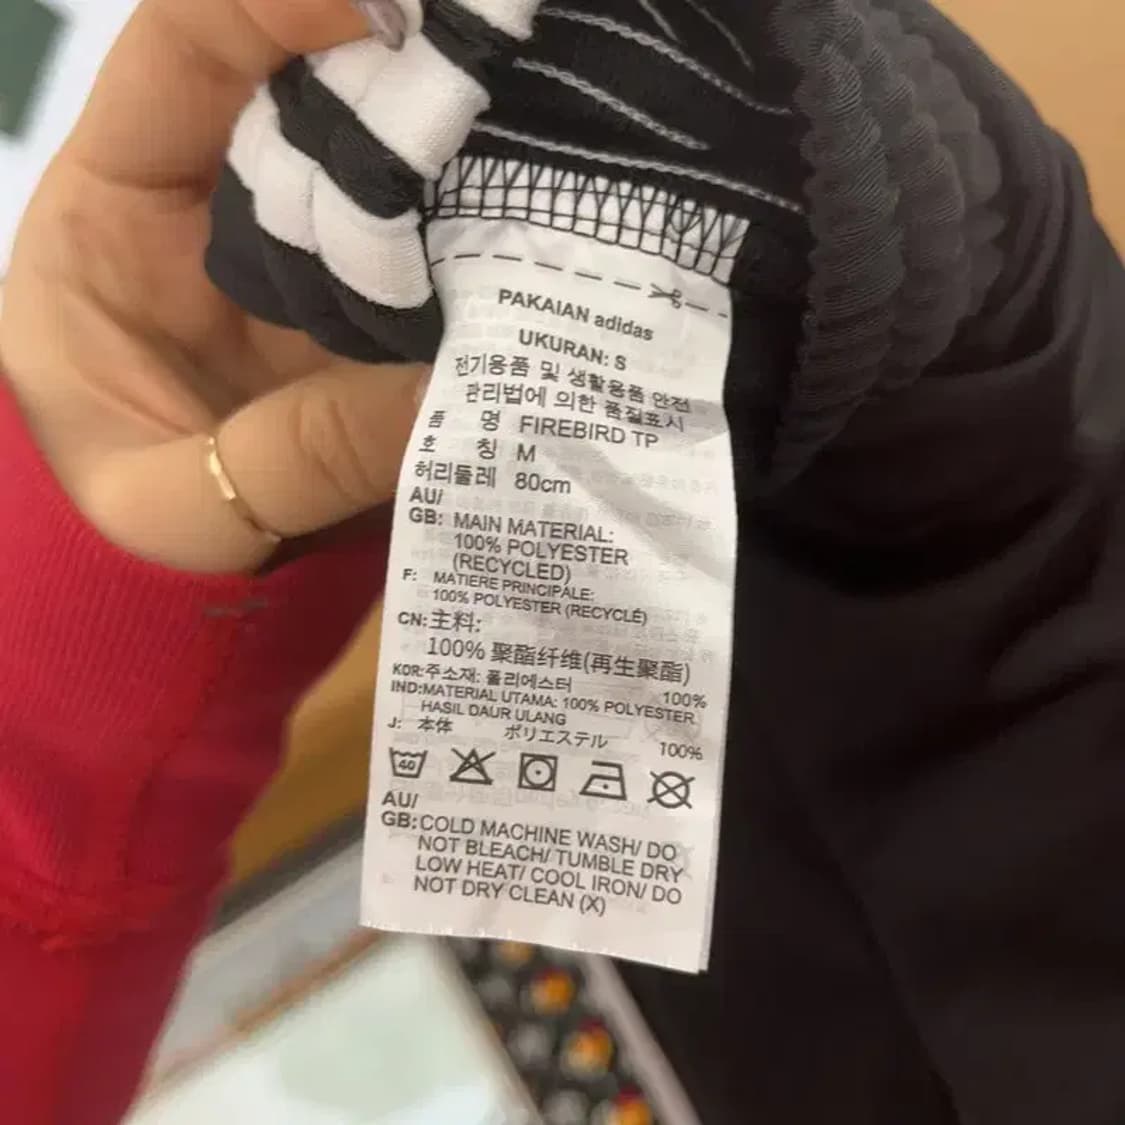 PAKAIAN adidas
UKURAN: S
전기용품 및 생활용품 안전
관리법에 의한 품질표시
품 명 FIREBIRD TP
호 칭 M
허리둘레 80cm
AU/
GB: MAIN MATERIAL:
100% POLYESTER
(RECYCLED)
F: MATIERE PRINCIPALE:
100% POLYESTER (RECYCLÉ)
CN:主料:
100% 聚酯纤维(再生聚酯)
KOR:주소재: 폴리에스터 100%
IND:MATERIAL UTAMA: 100% POLYESTER
HASIL DAUR ULANG
J: 本体 ポリエステル 100%
40
AU/
GB:COLD MACHINE WASH/ DO
NOT BLEACH/ TUMBLE DRY
LOW HEAT/ COOL IRON/ DO
NOT DRY CLEAN (X)